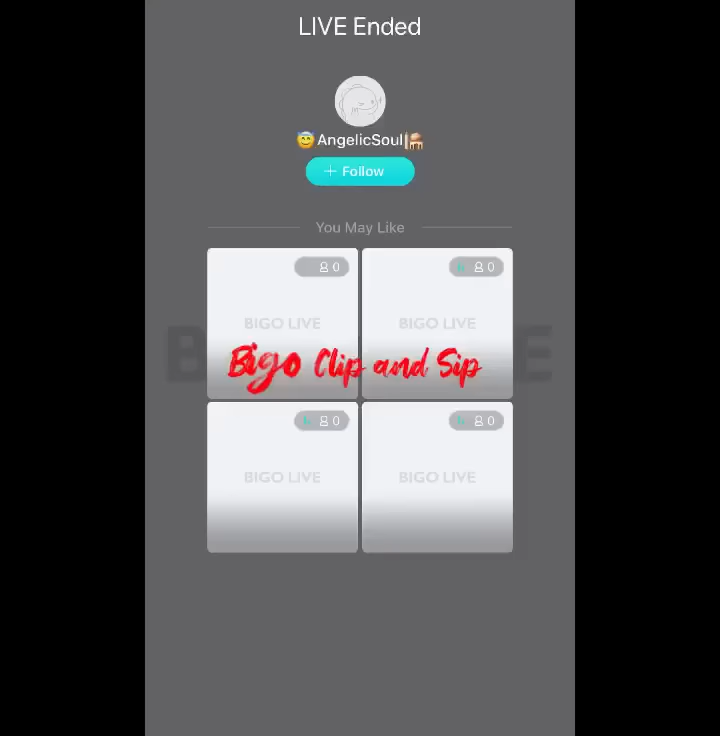 LIVE Ended
😇AngelicSoul🪑
+ Follow
You May Like
0
0
BIGO LIVE
BIGO LIVE
Bigo Clip and Sip
0
0
BIGO LIVE
BIGO LIVE